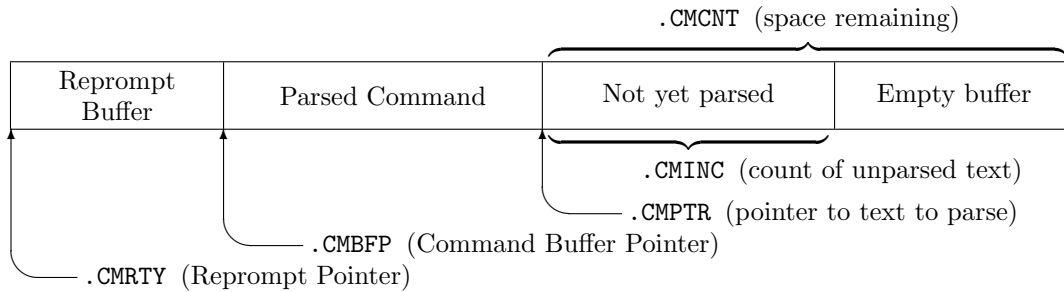 .CMCNT (space remaining)
Reprompt
Buffer
Parsed Command
Not yet parsed
Empty buffer
.CMINC (count of unparsed text)
.CMPTR (pointer to text to parse)
.CMBFP (Command Buffer Pointer)
.CMRTY (Reprompt Pointer)